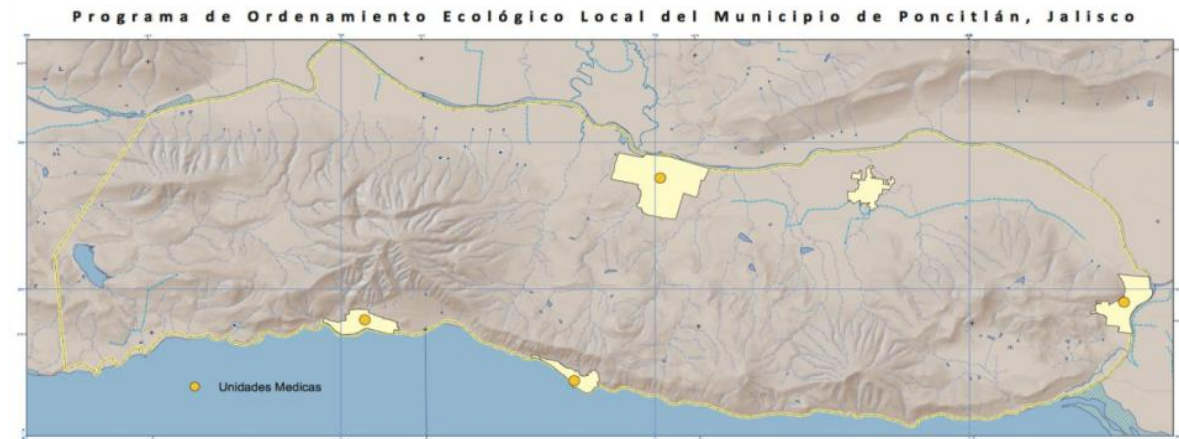 Programa de Ordenamiento Ecológico Local del Municipio de Poncitlán, Jalisco
Unidades Medicas